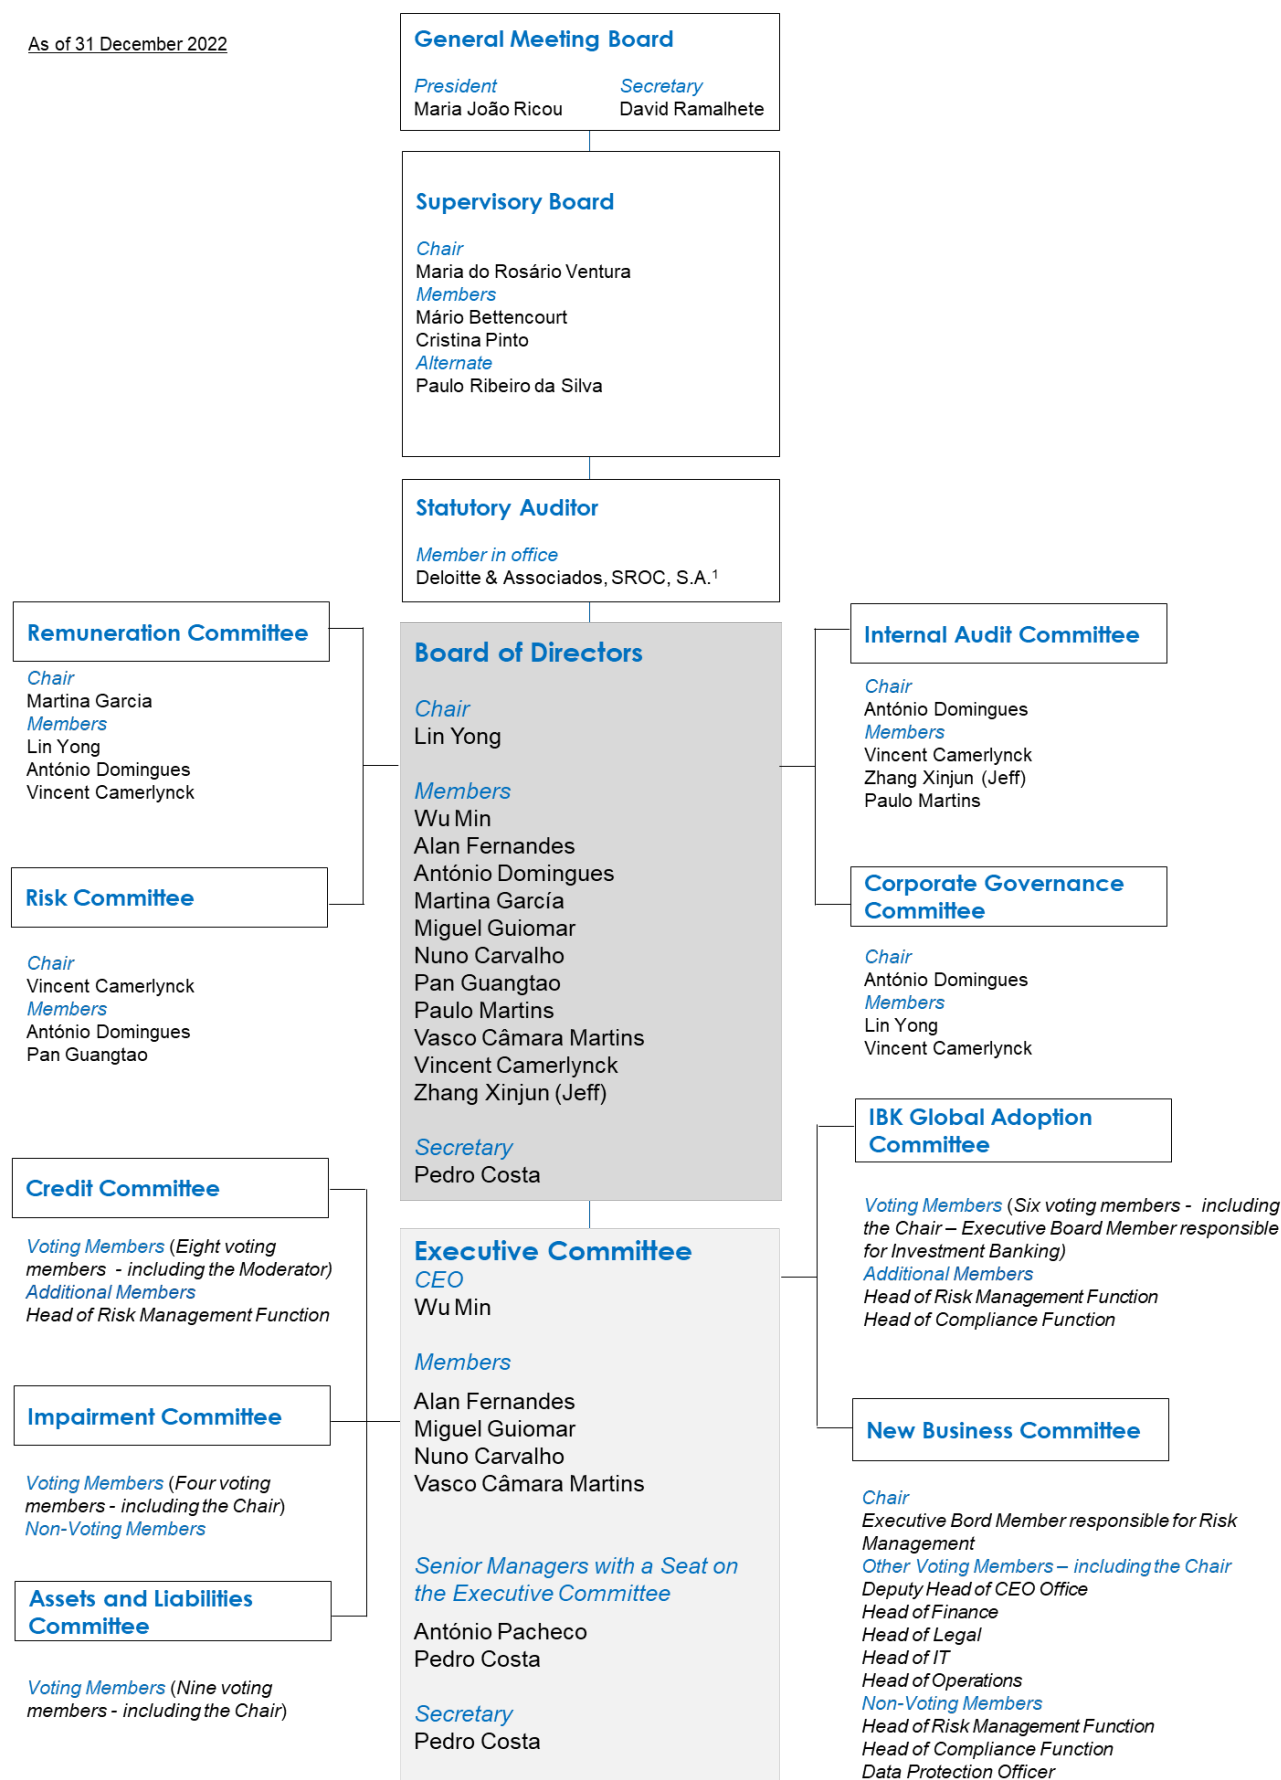 As of 31 December 2022
General Meeting Board
President
Secretary
Maria João Ricou
David Ramalhete
Supervisory Board
Chair
Maria do Rosário Ventura
Members
Mário Bettencourt
Cristina Pinto
Alternate
Paulo Ribeiro da Silva
Statutory Auditor
Member in office
Deloitte & Associados, SROC, S.A.¹
Remuneration Committee
Chair
Martina Garcia
Members
Lin Yong
António Domingues
Vincent Camerlynck
Risk Committee
Chair
Vincent Camerlynck
Members
António Domingues
Pan Guangtao
Board of Directors
Chair
Lin Yong
Members
Wu Min
Alan Fernandes
António Domingues
Martina García
Miguel Guiomar
Nuno Carvalho
Pan Guangtao
Paulo Martins
Vasco Câmara Martins
Vincent Camerlynck
Zhang Xinjun (Jeff)
Secretary
Pedro Costa
Internal Audit Committee
Chair
António Domingues
Members
Vincent Camerlynck
Zhang Xinjun (Jeff)
Paulo Martins
Corporate Governance
Committee
Chair
António Domingues
Members
Lin Yong
Vincent Camerlynck
Credit Committee
Voting Members (Eight voting
members - including the Moderator)
Additional Members
Head of Risk Management Function
Impairment Committee
Voting Members (Four voting
members - including the Chair)
Non-Voting Members
Assets and Liabilities
Committee
Voting Members (Nine voting
members - including the Chair)
Executive Committee
CEO
Wu Min
Members
Alan Fernandes
Miguel Guiomar
Nuno Carvalho
Vasco Câmara Martins
Senior Managers with a Seat on
the Executive Committee
António Pacheco
Pedro Costa
Secretary
Pedro Costa
IBK Global Adoption
Committee
Voting Members (Six voting members - including
the Chair – Executive Board Member responsible
for Investment Banking)
Additional Members
Head of Risk Management Function
Head of Compliance Function
New Business Committee
Chair
Executive Bord Member responsible for Risk
Management
Other Voting Members – including the Chair
Deputy Head of CEO Office
Head of Finance
Head of Legal
Head of IT
Head of Operations
Non-Voting Members
Head of Risk Management Function
Head of Compliance Function
Data Protection Officer